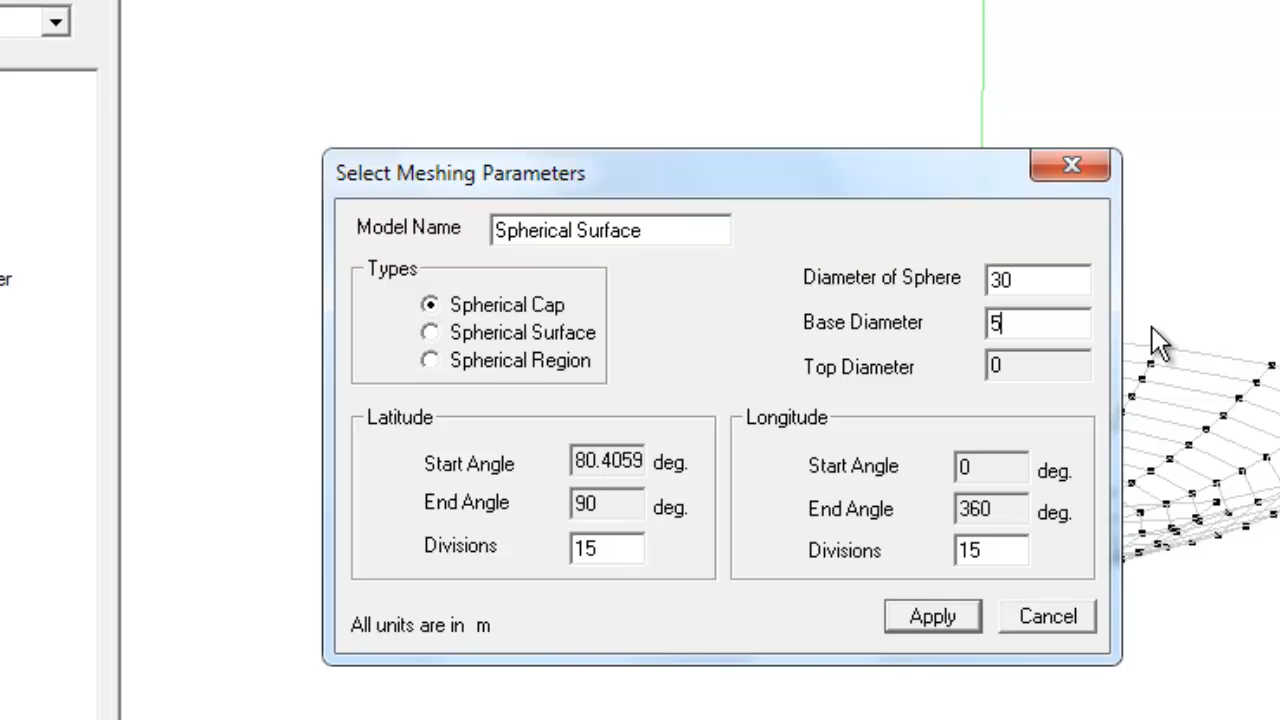 Select Meshing Parameters
Model Name Spherical Surface
Types
Spherical Cap
Spherical Surface
Spherical Region
Diameter of Sphere 30
Base Diameter 5
Top Diameter 0
Latitude
Start Angle 80.4059 deg.
End Angle 90 deg.
Divisions 15
Longitude
Start Angle 0 deg.
End Angle 360 deg.
Divisions 15
All units are in m
Apply Cancel
er